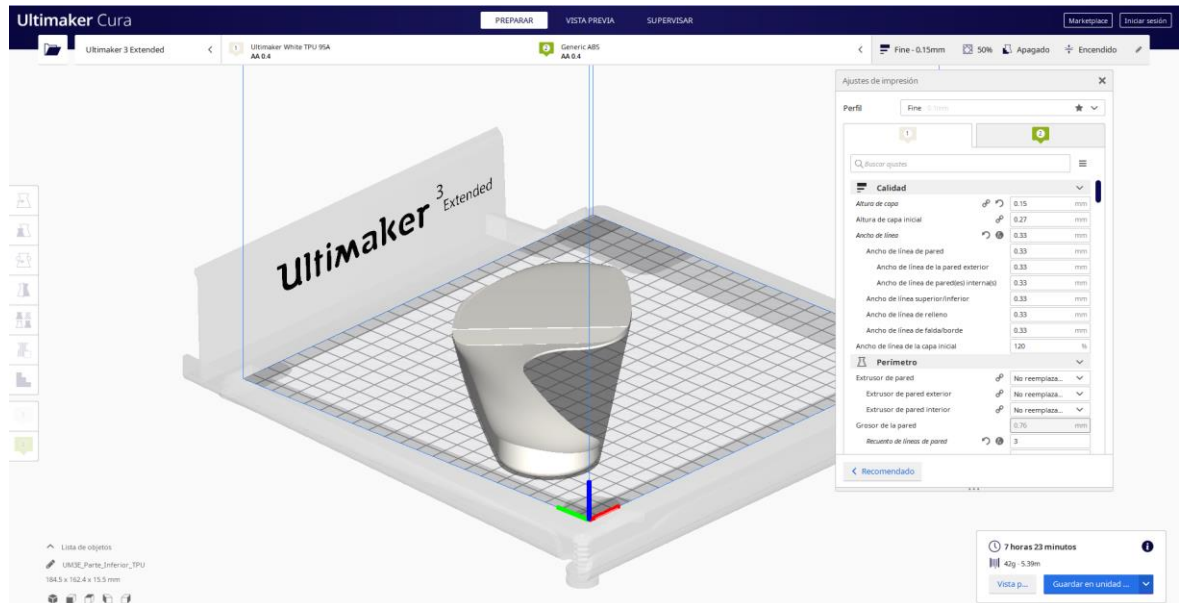 Ultimaker Cura
PREPARAR VISTA PREVIA SUPERVISAR
Marketplace Iniciar sesión
Ultimaker 3 Extended
1 Ultimaker White TPU 95A
AA 0.4
2 Generic ABS
AA 0.4
Fine - 0.15mm 50% Apagado Encendido
Ajustes de impresión
Perfil Fine 0.1mm
1 2
Buscar ajustes
Calidad
Altura de capa 0.15 mm
Altura de capa inicial 0.27 mm
Ancho de línea 0.33 mm
Ancho de línea de pared 0.33 mm
Ancho de línea de la pared exterior 0.33 mm
Ancho de línea de pared(es) interna(s) 0.33 mm
Ancho de línea superior/inferior 0.33 mm
Ancho de línea de relleno 0.33 mm
Ancho de línea de falda/borde 0.33 mm
Ancho de línea de la capa inicial 120 %
Perímetro
Extrusor de pared No reemplaza...
Extrusor de pared exterior No reemplaza...
Extrusor de pared interior No reemplaza...
Grosor de la pared 0.76 mm
Recuento de líneas de pared 3
Recomendado
Ultimaker 3 Extended
Lista de objetos
UM3E_Parte_Inferior_TPU
184.5 x 162.4 x 15.5 mm
7 horas 23 minutos
42g · 5.39m
Vista p... Guardar en unidad ...